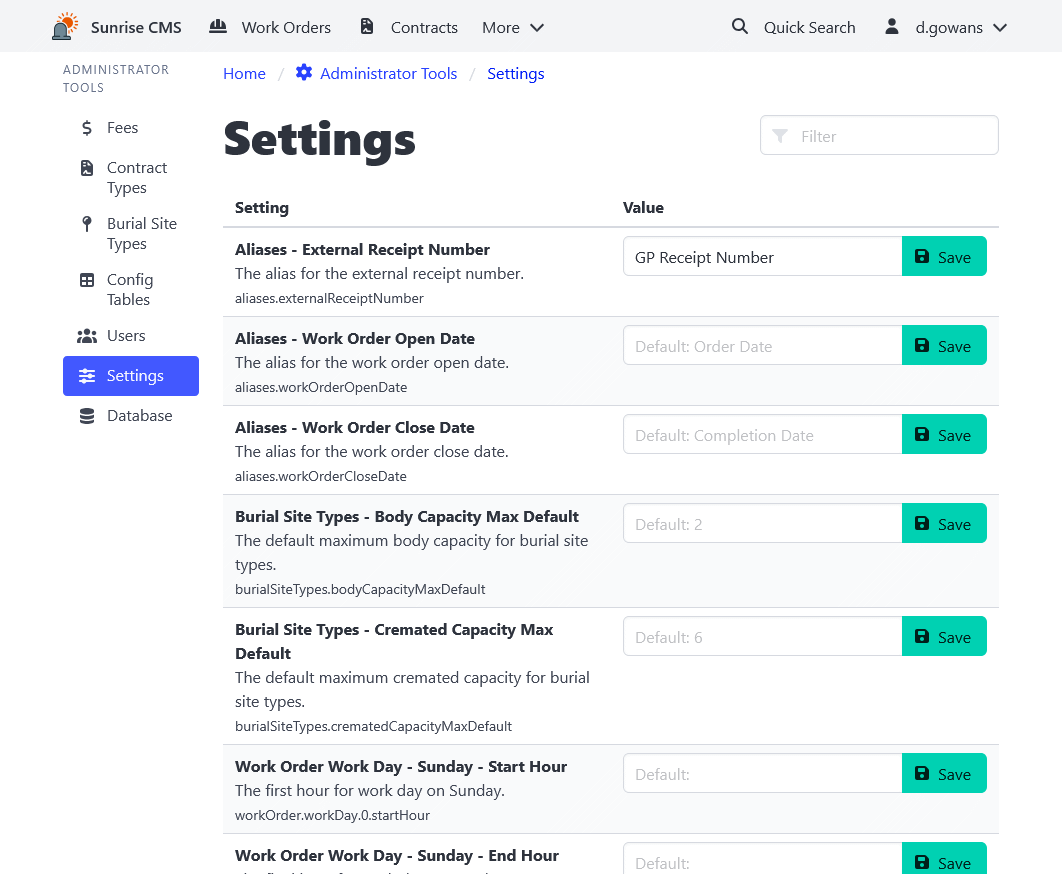 Sunrise CMS
Work Orders
Contracts
More
Quick Search
d.gowans
ADMINISTRATOR
TOOLS
Fees
Contract
Types
Burial Site
Types
Config
Tables
Users
Settings
Database
Home / Administrator Tools / Settings
Settings
Filter
Setting
Value
Aliases - External Receipt Number
The alias for the external receipt number.
aliases.externalReceiptNumber
GP Receipt Number
Save
Aliases - Work Order Open Date
The alias for the work order open date.
aliases.workOrderOpenDate
Default: Order Date
Save
Aliases - Work Order Close Date
The alias for the work order close date.
aliases.workOrderCloseDate
Default: Completion Date
Save
Burial Site Types - Body Capacity Max Default
The default maximum body capacity for burial site
types.
burialSiteTypes.bodyCapacityMaxDefault
Default: 2
Save
Burial Site Types - Cremated Capacity Max
Default
The default maximum cremated capacity for burial
site types.
burialSiteTypes.crematedCapacityMaxDefault
Default: 6
Save
Work Order Work Day - Sunday - Start Hour
The first hour for work day on Sunday.
workOrder.workDay.0.startHour
Default:
Save
Work Order Work Day - Sunday - End Hour
Default:
Save